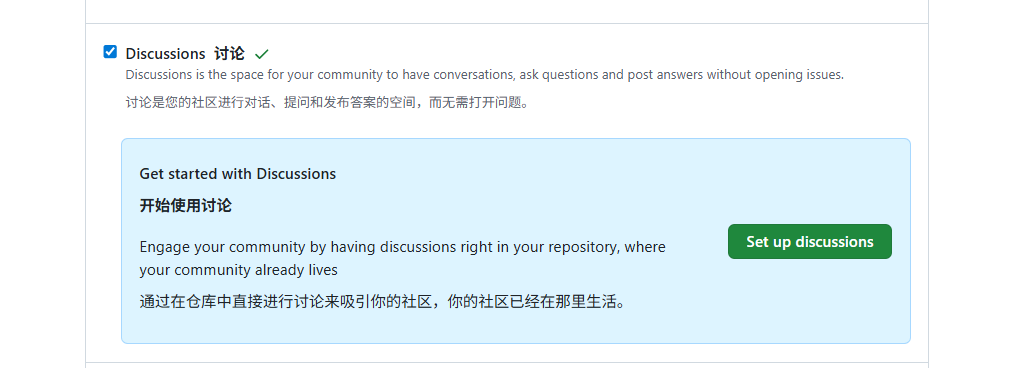 Discussions 讨论
Discussions is the space for your community to have conversations, ask questions and post answers without opening issues.
讨论是您的社区进行对话、提问和发布答案的空间，而无需打开问题。
Get started with Discussions
开始使用讨论
Engage your community by having discussions right in your repository, where
your community already lives
通过在仓库中直接进行讨论来吸引你的社区，你的社区已经在那里生活。
Set up discussions